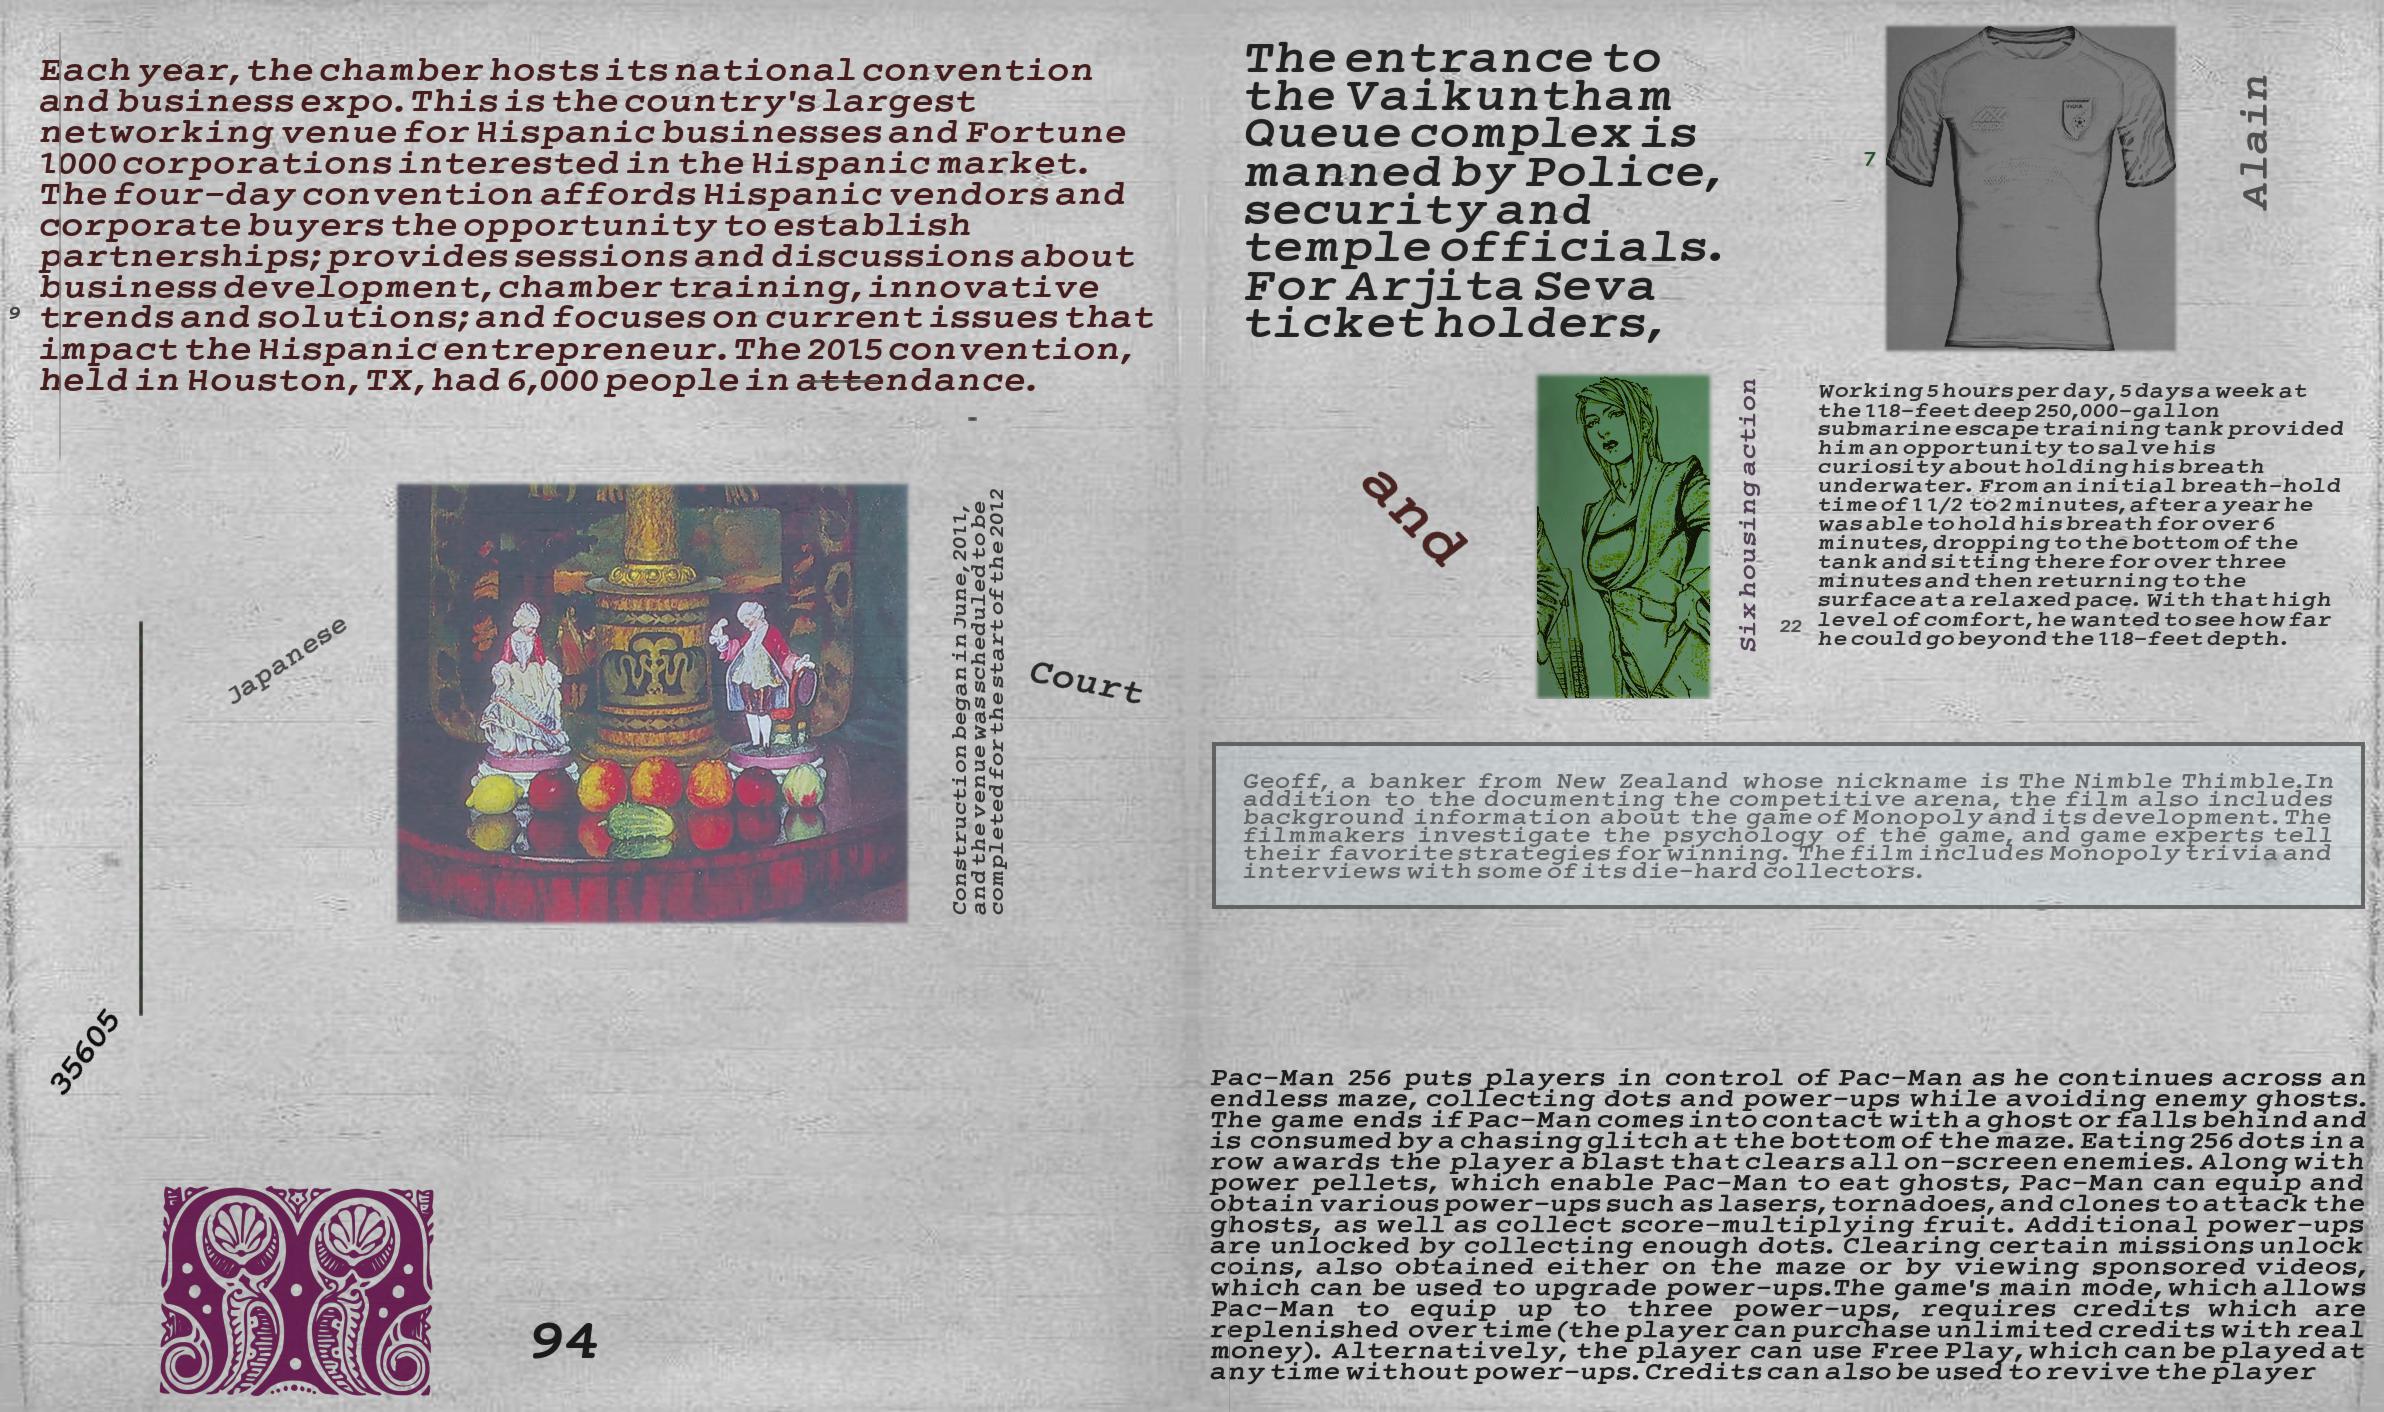 Each year, the chamber hosts its national convention
and business expo. This is the country's largest
networking venue for Hispanic businesses and Fortune
1000 corporations interested in the Hispanic market.
The four-day convention affords Hispanic vendors and
corporate buyers the opportunity to establish
partnerships; provides sessions and discussions about
business development, chamber training, innovative
trends and solutions; and focuses on current issues that
impact the Hispanic entrepreneur. The 2015 convention,
held in Houston, TX, had 6,000 people in attendance.
9
-
Japanese
Construction began in June, 2011,
and the venue was scheduled to be
completed for the start of the 2012
Court
35605
94
The entrance to
the Vaikuntham
Queue complex is
manned by Police,
security and
temple officials.
For Arjita Seva
ticket holders,
7
Alain
and
Six housing action
22
Working 5 hours per day, 5 days a week at
the 118-feet deep 250,000-gallon
submarine escape training tank provided
him an opportunity to salve his
curiosity about holding his breath
underwater. From an initial breath-hold
time of 1 1/2 to 2 minutes, after a year he
was able to hold his breath for over 6
minutes, dropping to the bottom of the
tank and sitting there for over three
minutes and then returning to the
surface at a relaxed pace. With that high
level of comfort, he wanted to see how far
he could go beyond the 118-feet depth.
Geoff, a banker from New Zealand whose nickname is The Nimble Thimble.In
addition to the documenting the competitive arena, the film also includes
background information about the game of Monopoly and its development. The
filmmakers investigate the psychology of the game, and game experts tell
their favorite strategies for winning. The film includes Monopoly trivia and
interviews with some of its die-hard collectors.
Pac-Man 256 puts players in control of Pac-Man as he continues across an
endless maze, collecting dots and power-ups while avoiding enemy ghosts.
The game ends if Pac-Man comes into contact with a ghost or falls behind and
is consumed by a chasing glitch at the bottom of the maze. Eating 256 dots in a
row awards the player a blast that clears all on-screen enemies. Along with
power pellets, which enable Pac-Man to eat ghosts, Pac-Man can equip and
obtain various power-ups such as lasers, tornadoes, and clones to attack the
ghosts, as well as collect score-multiplying fruit. Additional power-ups
are unlocked by collecting enough dots. Clearing certain missions unlock
coins, also obtained either on the maze or by viewing sponsored videos,
which can be used to upgrade power-ups.The game's main mode, which allows
Pac-Man to equip up to three power-ups, requires credits which are
replenished over time (the player can purchase unlimited credits with real
money). Alternatively, the player can use Free Play, which can be played at
any time without power-ups. Credits can also be used to revive the player